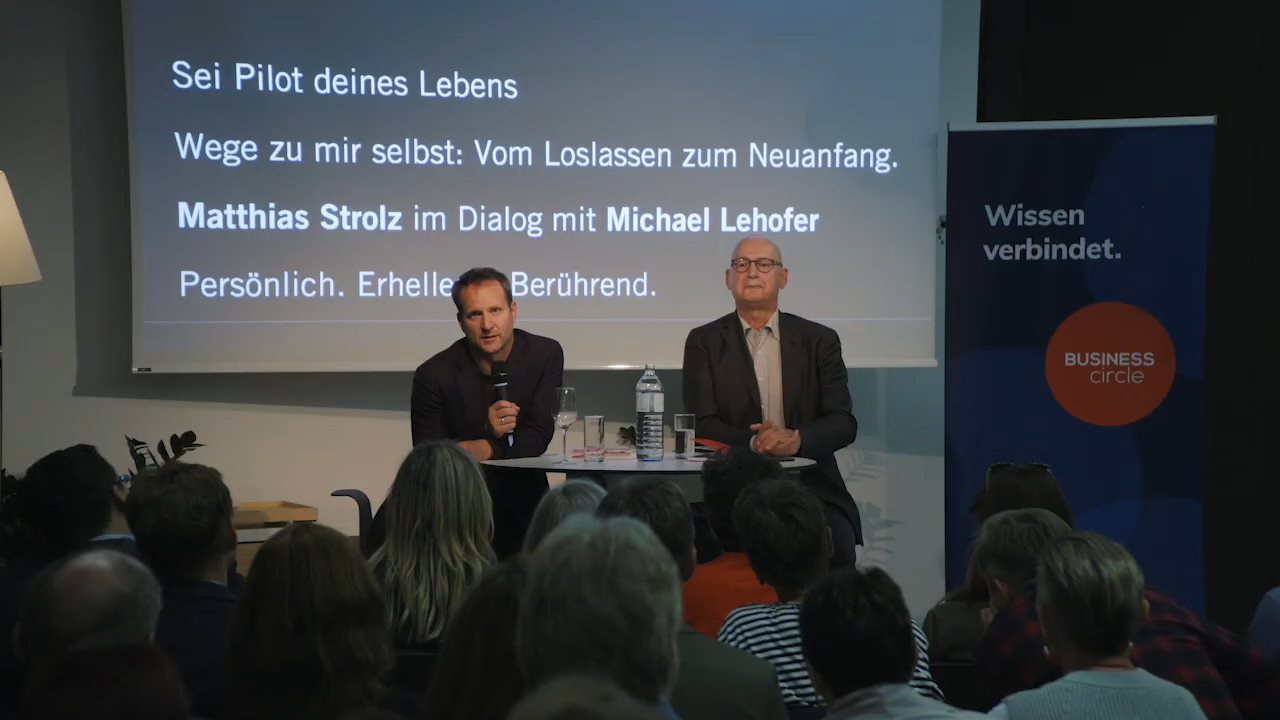 Sei Pilot deines Lebens
Wege zu mir selbst: Vom Loslassen zum Neuanfang.
Matthias Strolz im Dialog mit Michael Lehofer
Persönlich. Erhelle Berührend.
Wissen
verbindet.
BUSINESS
circle